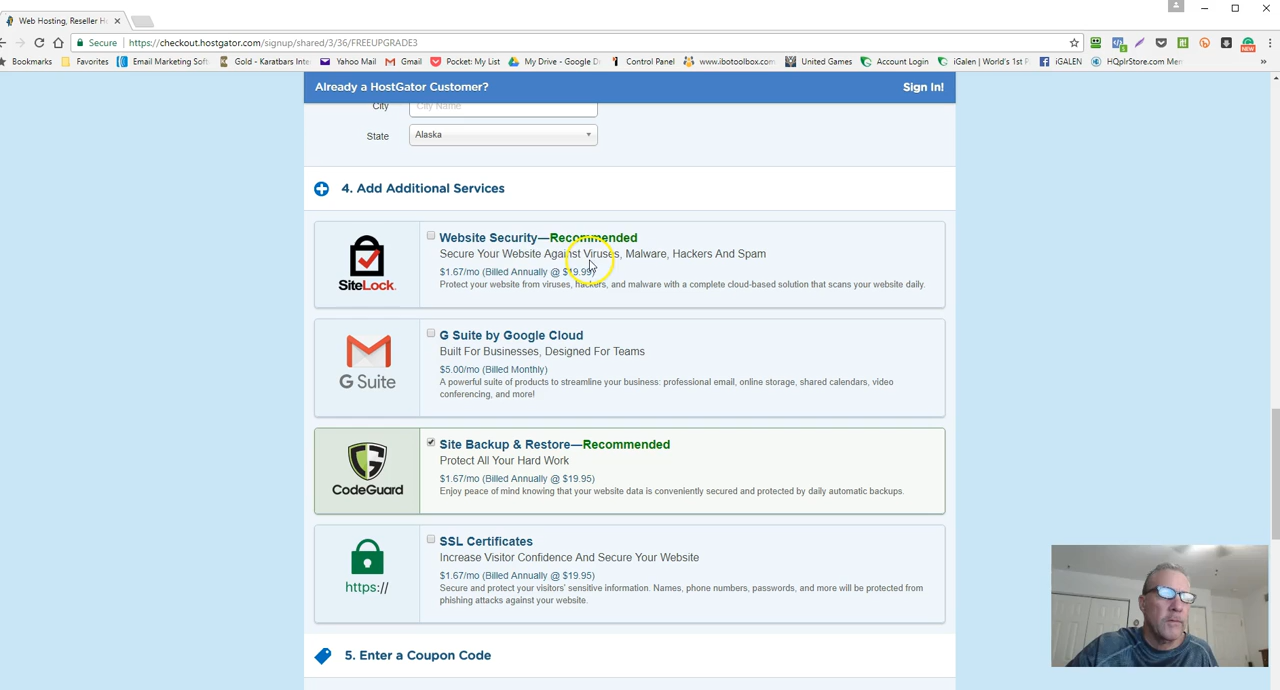 Web Hosting, Reseller H
Secure https://checkout.hostgator.com/signup/shared/3/36/FREEUPGRADE3
Bookmarks Favorites Email Marketing Soft Gold - Karatbars Inte Yahoo Mail Gmail Pocket: My List My Drive - Google D Control Panel www.ibotoolbox.com United Games Account Login iGalen | World's 1st P iGALEN HQplrStore.com Mem »
NEW
Already a HostGator Customer? Sign In!
City City Name
State Alaska
4. Add Additional Services
Website Security—Recommended
Secure Your Website Against Viruses, Malware, Hackers And Spam
$1.67/mo (Billed Annually @ $19.99)
Protect your website from viruses, hackers, and malware with a complete cloud-based solution that scans your website daily.
SiteLock
G Suite by Google Cloud
Built For Businesses, Designed For Teams
$5.00/mo (Billed Monthly)
A powerful suite of products to streamline your business: professional email, online storage, shared calendars, video
conferencing, and more!
G Suite
Site Backup & Restore—Recommended
Protect All Your Hard Work
$1.67/mo (Billed Annually @ $19.95)
Enjoy peace of mind knowing that your website data is conveniently secured and protected by daily automatic backups.
CodeGuard
SSL Certificates
Increase Visitor Confidence And Secure Your Website
$1.67/mo (Billed Annually @ $19.95)
Secure and protect your visitors' sensitive information. Names, phone numbers, passwords, and more will be protected from
phishing attacks against your website.
https://
5. Enter a Coupon Code